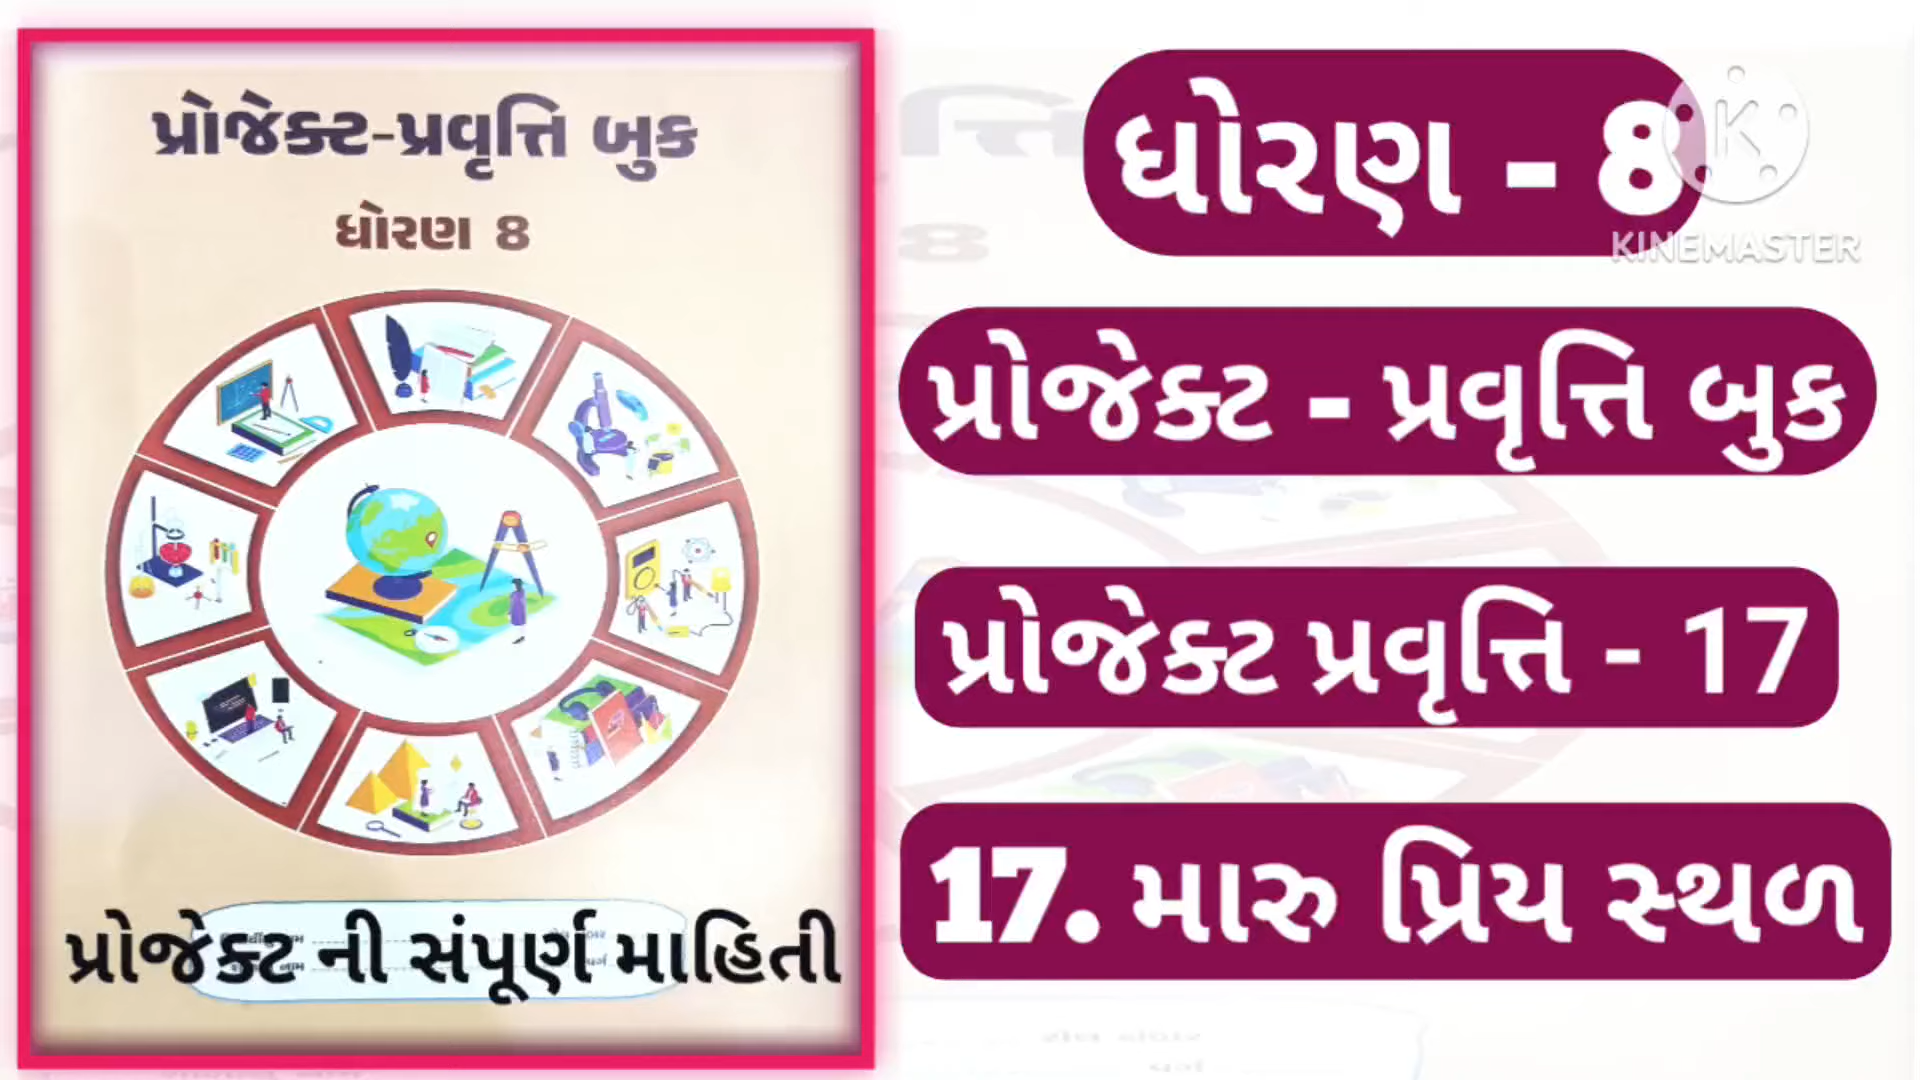 પ્રોજેક્ટ-પ્રવૃત્તિ બુક
ધોરણ 8
પ્રોજેક્ટ ની સંપૂર્ણ માહિતી
ધોરણ - 8
KINEMASTER
પ્રોજેક્ટ - પ્રવૃત્તિ બુક
પ્રોજેક્ટ પ્રવૃત્તિ - 17
17. મારુ પ્રિય સ્થળ